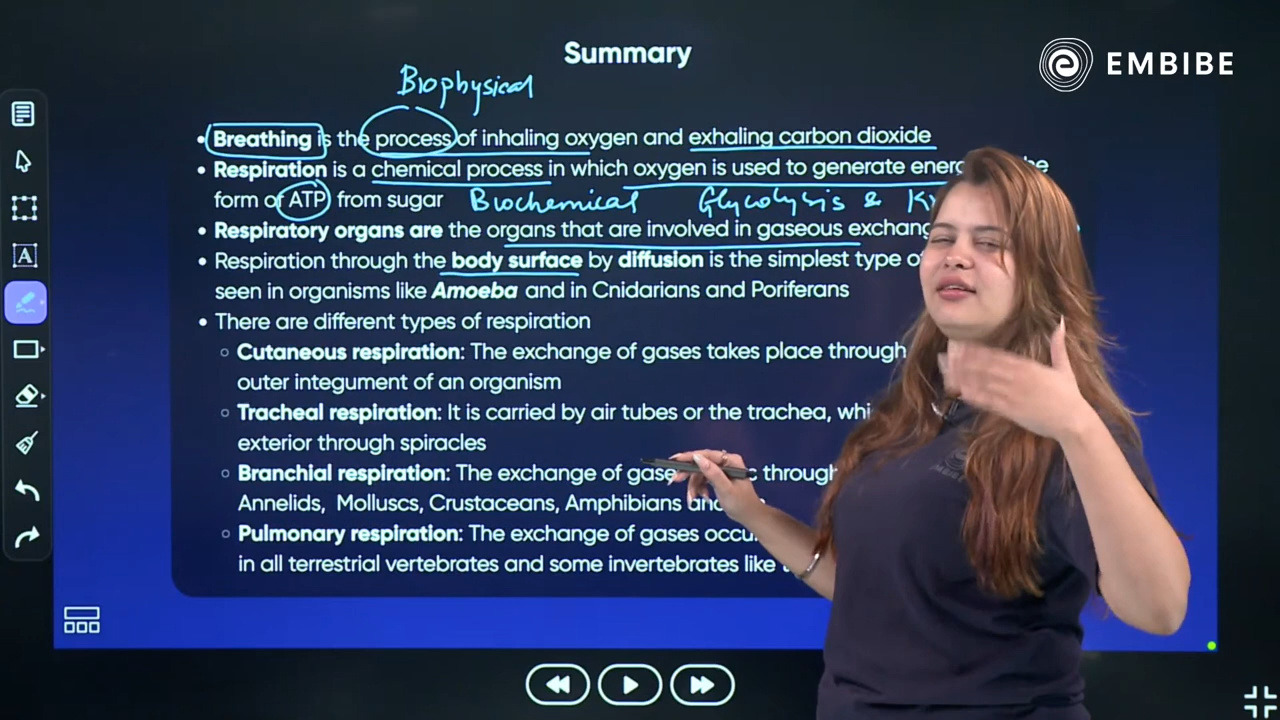 Summary
EMBIBE
Biophysical
• Breathing is the process of inhaling oxygen and exhaling carbon dioxide
• Respiration is a chemical process in which oxygen is used to generate
form of ATP from sugar Biochemical Glycolysis &
• Respiratory organs are the organs that are involved in gaseous
• Respiration through the body surface by diffusion is the simplest type
seen in organisms like Amoeba and in Cnidarians and Poriferans
• There are different types of respiration
○ Cutaneous respiration: The exchange of gases takes place through
outer integument of an organism
○ Tracheal respiration: It is carried by air tubes or the trachea,
exterior through spiracles
○ Branchial respiration: The exchange of through
Annelids, Molluscs, Crustaceans, Amphibians
○ Pulmonary respiration: The exchange of gases
in all terrestrial vertebrates and some invertebrates like